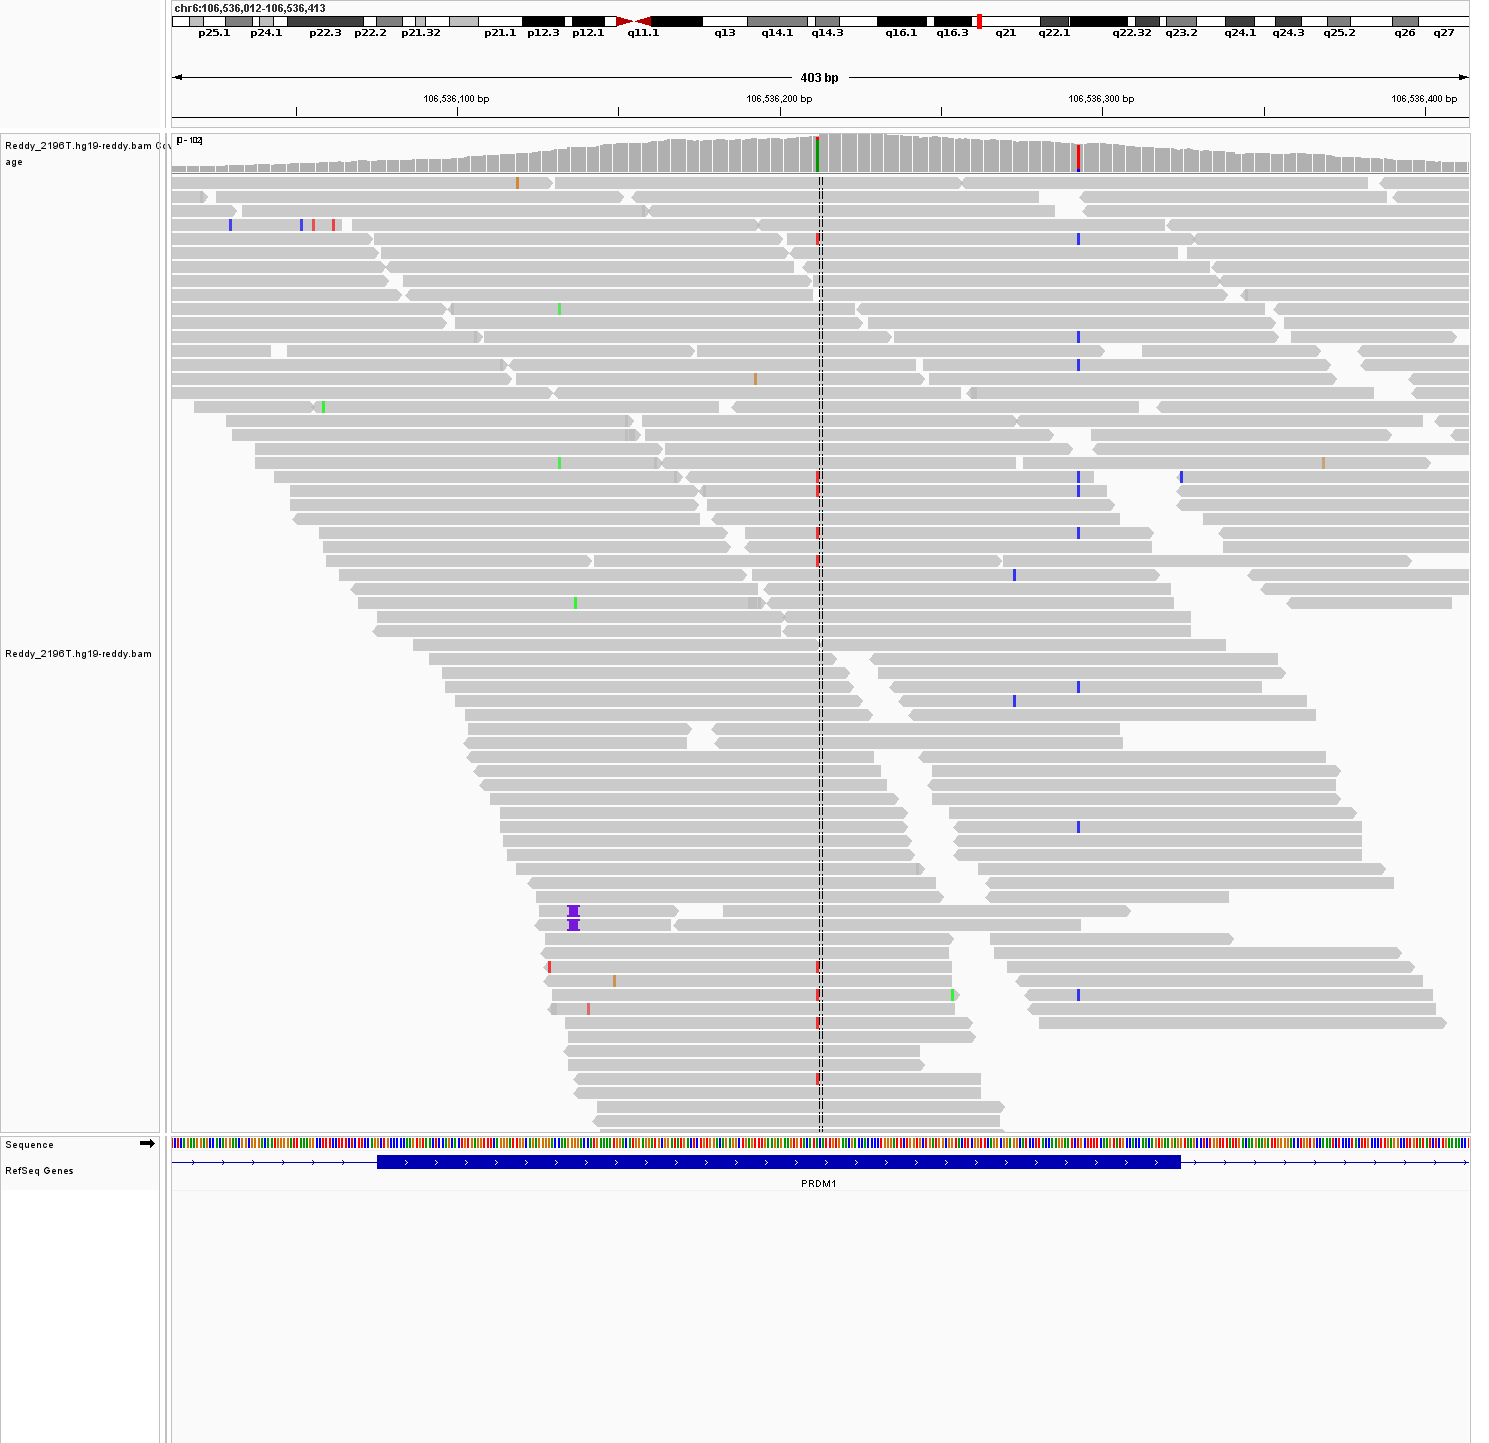 chr6:106,536,012-106,536,413
p25.1 p24.1 p22.3 p22.2 p21.32 p21.1 p12.3 p12.1 q11.1 q13 q14.1 q14.3 q16.1 q16.3 q21 q22.1 q22.32 q23.2 q24.1 q24.3 q25.2 q26 q27
403 bp
106,536,100 bp 106,536,200 bp 106,536,300 bp 106,536,400 bp
[0 - 102]
Reddy_2196T.hg19-reddy.bam Cov
age
Reddy_2196T.hg19-reddy.bam
Sequence
RefSeq Genes
PRDM1